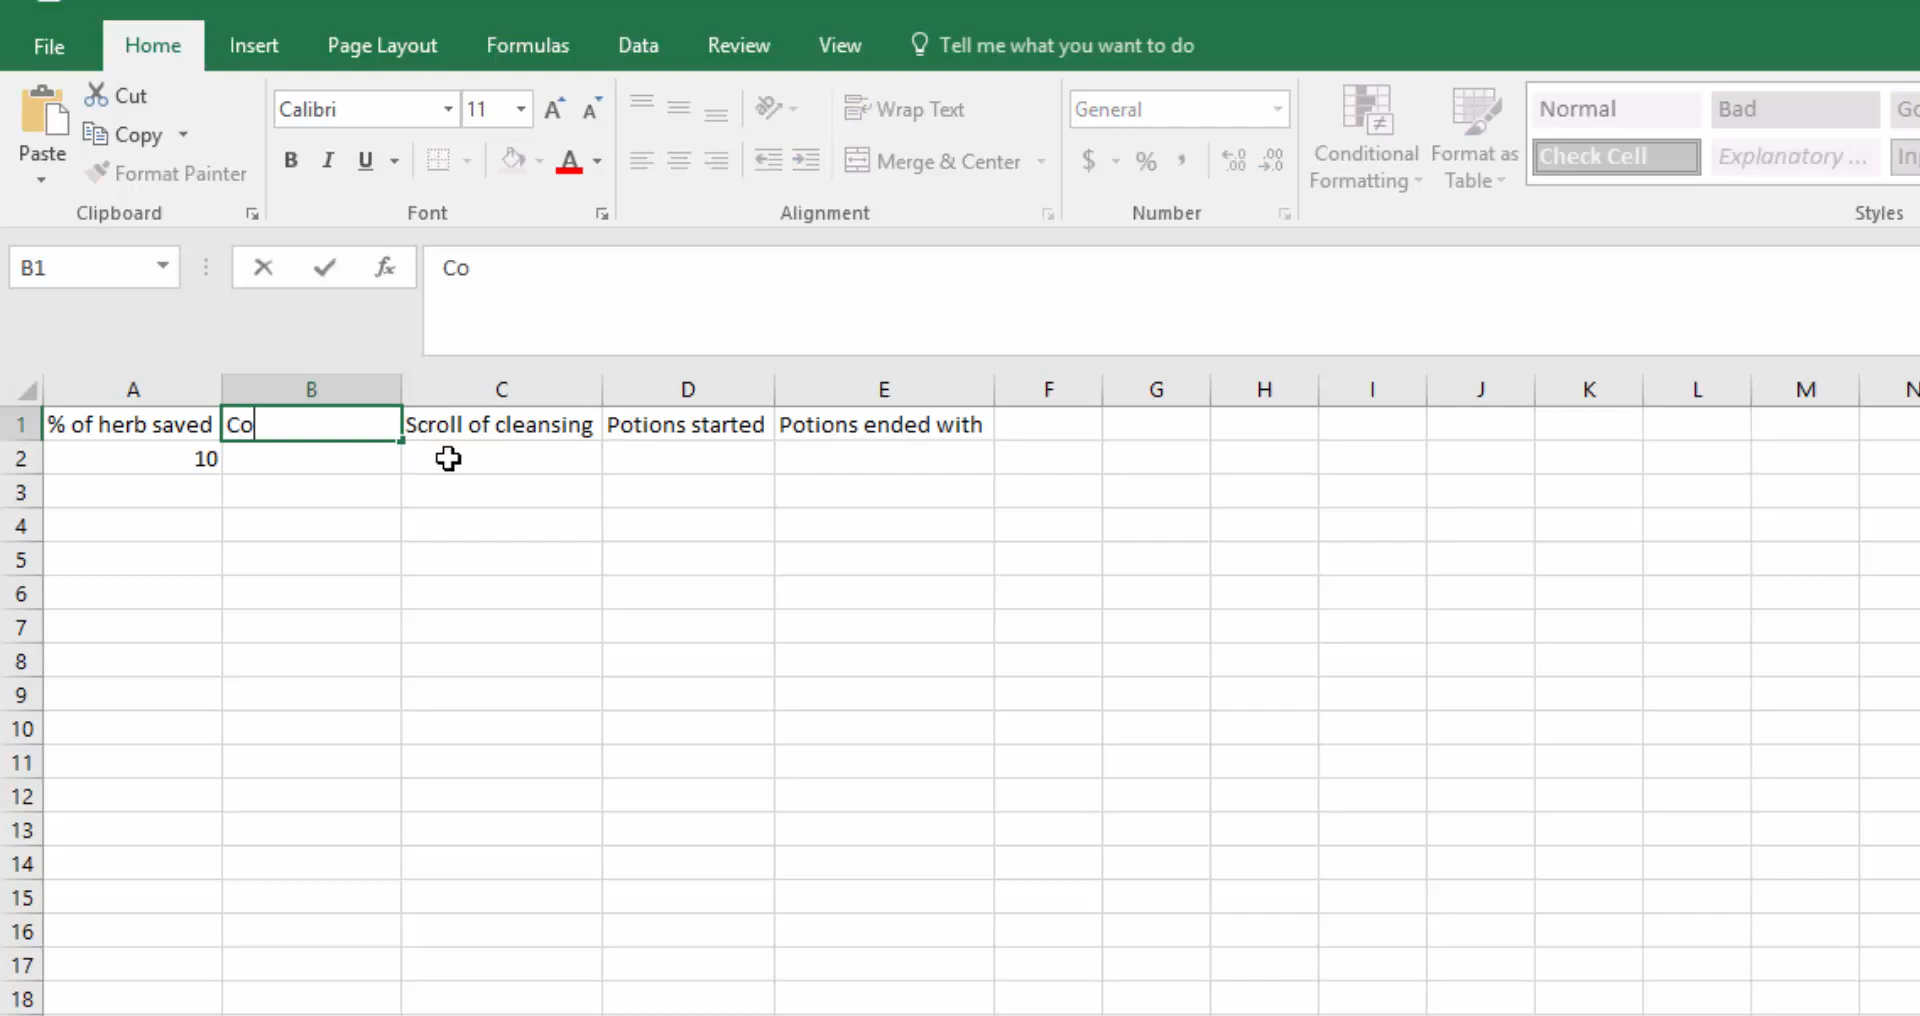 File Home Insert Page Layout Formulas Data Review View Tell me what you want to do
Cut
Copy
Paste
Format Painter
Clipboard
Calibri 11 A A
B I U A
Font
Wrap Text
Merge & Center
Alignment
General
$ % ,
Number
Conditional Formatting
Format as Table
Normal Bad
Check Cell Explanatory ...
Styles
B1 fx Co
A B C D E F G H I J K L M N
1 % of herb saved Co Scroll of cleansing Potions started Potions ended with
2 10
3
4
5
6
7
8
9
10
11
12
13
14
15
16
17
18